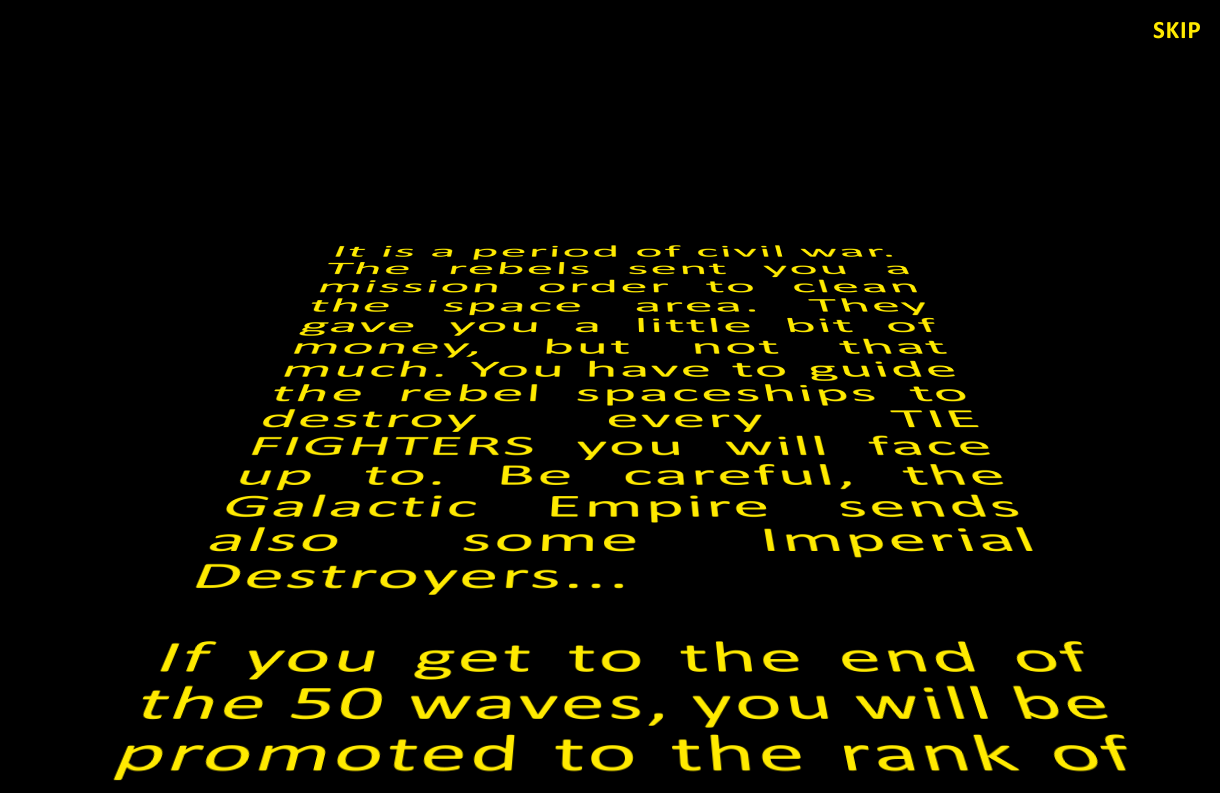 SKIP
It is a period of civil war.
The rebels sent you a
mission order to clean
the space area. They
gave you a little bit of
money, but not that
much. You have to guide
the rebel spaceships to
destroy every TIE
FIGHTERS you will face
up to. Be careful, the
Galactic Empire sends
also some Imperial
Destroyers...
If you get to the end of
the 50 waves, you will be
promoted to the rank of